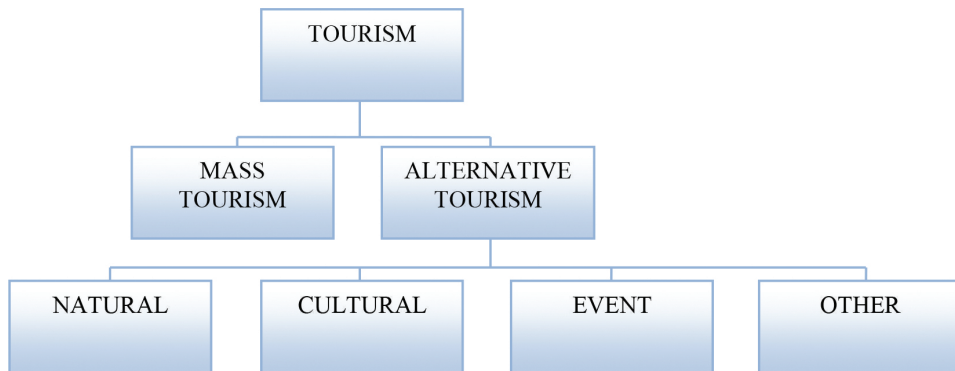 TOURISM
MASS
TOURISM
ALTERNATIVE
TOURISM
NATURAL
CULTURAL
EVENT
OTHER